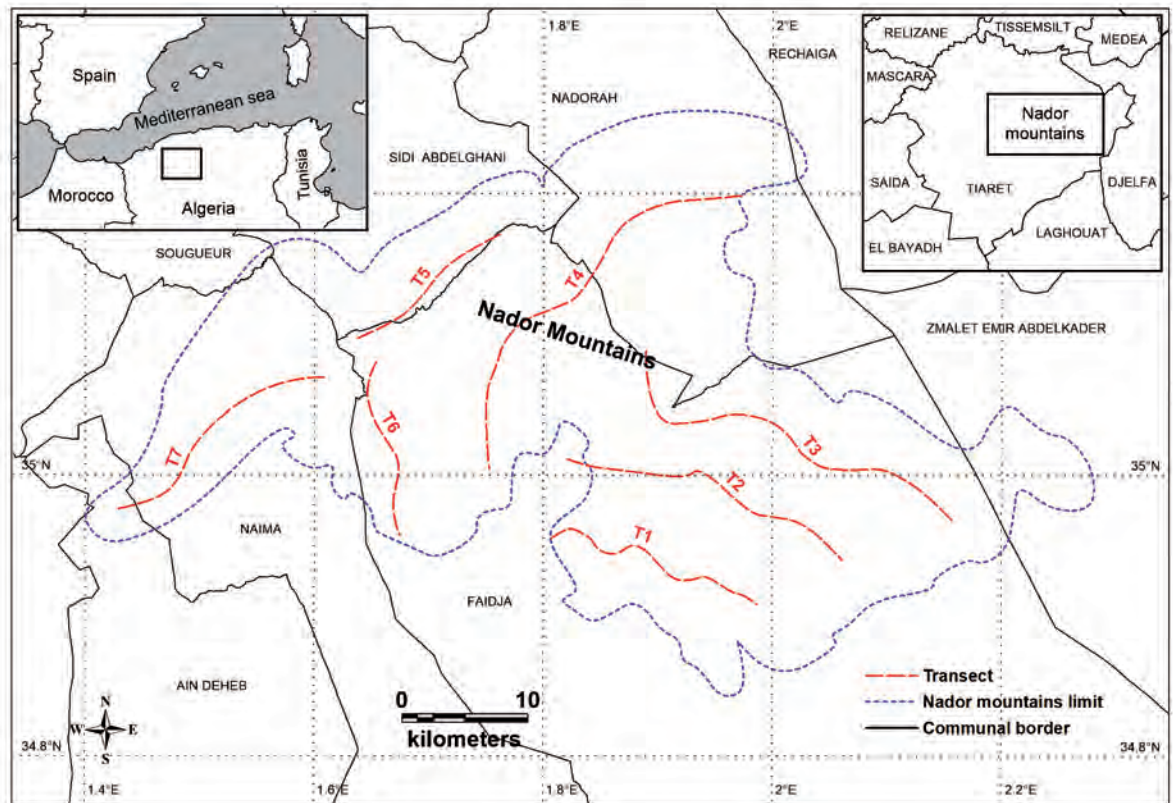 Spain
Mediterranean sea
Morocco
Algeria
Tunisia
1.8°E
2°E
RECHAIGA
NADORAH
SIDI ABDELGHANI
RELIZANE
TISSEMSILT
MEDEA
MASCARA
Nador
mountains
SAIDA
TIARET
DJELFA
LAGHOUAT
EL BAYADH
SOUGUEUR
T5
T4
Nador Mountains
ZMALET EMIR ABDELKADER
T6
T7
T3
35°N
35°N
T2
T1
NAIMA
FAIDJA
AIN DEHEB
N
W
E
S
0
10
kilometers
Transect
Nador mountains limit
Communal border
34.8°N
34.8°N
1.4°E
1.6°E
1.8°E
2°E
2.2°E